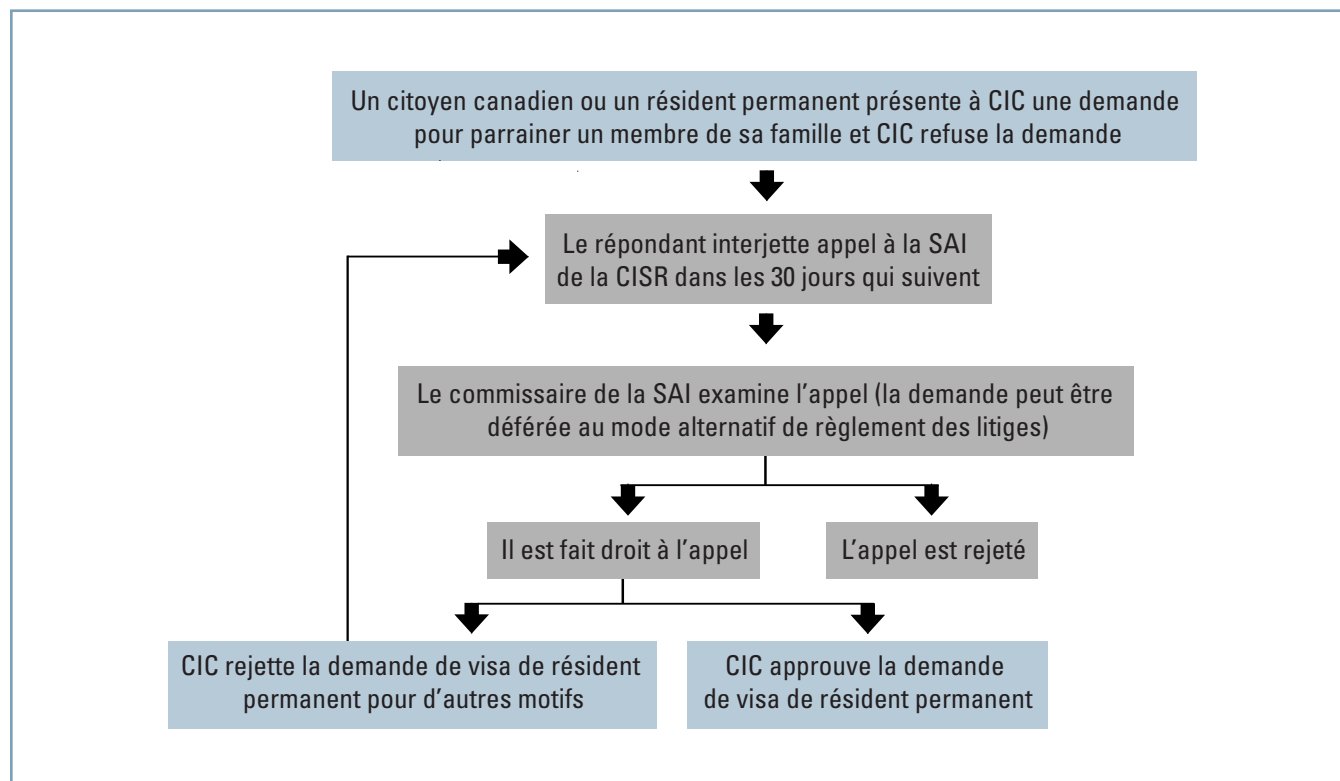 Un citoyen canadien ou un résident permanent présente à CIC une demande
pour parrainer un membre de sa famille et CIC refuse la demande
Le répondant interjette appel à la SAI
de la CISR dans les 30 jours qui suivent
Le commissaire de la SAI examine l’appel (la demande peut être
déférée au mode alternatif de règlement des litiges)
Il est fait droit à l’appel
L’appel est rejeté
CIC rejette la demande de visa de résident
permanent pour d’autres motifs
CIC approuve la demande
de visa de résident permanent